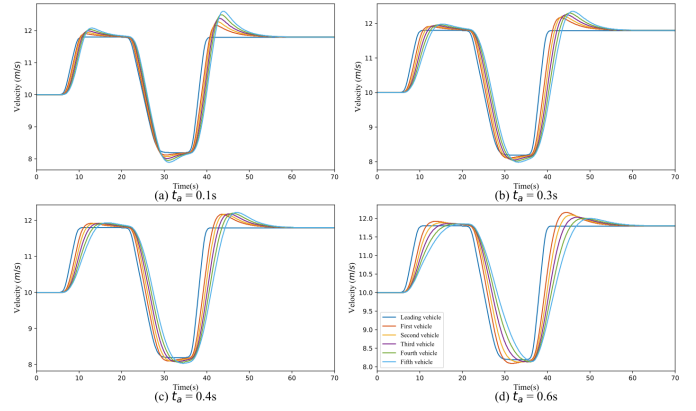 Velocity (m/s)
12
11
10
9
8
0 10 20 30 40 50 60 70
Time(s)
(a) tₐ = 0.1s
Velocity (m/s)
12
11
10
9
8
0 10 20 30 40 50 60 70
Time(s)
(b) tₐ = 0.3s
Velocity (m/s)
12
11
10
9
8
0 10 20 30 40 50 60 70
Time(s)
(c) tₐ = 0.4s
Velocity (m/s)
12.0
11.5
11.0
10.5
10.0
9.5
9.0
8.5
8.0
Leading vehicle
First vehicle
Second vehicle
Third vehicle
Fourth vehicle
Fifth vehicle
0 10 20 30 40 50 60 70
Time(s)
(d) tₐ = 0.6s